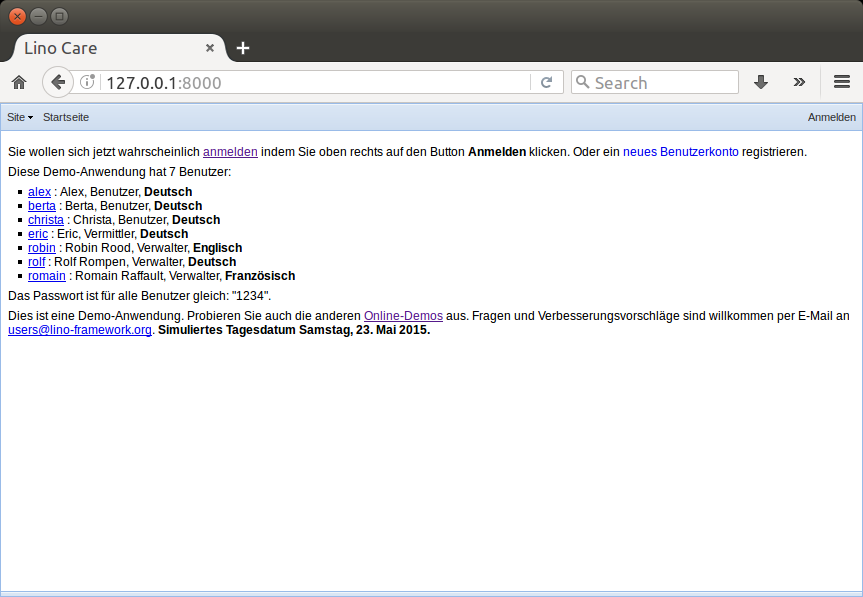 Lino Care
127.0.0.1:8000
Search
Site Startseite Anmelden
Sie wollen sich jetzt wahrscheinlich anmelden indem Sie oben rechts auf den Button Anmelden klicken. Oder ein neues Benutzerkonto registrieren.
Diese Demo-Anwendung hat 7 Benutzer:
alex : Alex, Benutzer, Deutsch
berta : Berta, Benutzer, Deutsch
christa : Christa, Benutzer, Deutsch
eric : Eric, Vermittler, Deutsch
robin : Robin Rood, Verwalter, Englisch
rolf : Rolf Rompen, Verwalter, Deutsch
romain : Romain Raffault, Verwalter, Französisch
Das Passwort ist für alle Benutzer gleich: "1234".
Dies ist eine Demo-Anwendung. Probieren Sie auch die anderen Online-Demos aus. Fragen und Verbesserungsvorschläge sind willkommen per E-Mail an
users@lino-framework.org. Simuliertes Tagesdatum Samstag, 23. Mai 2015.